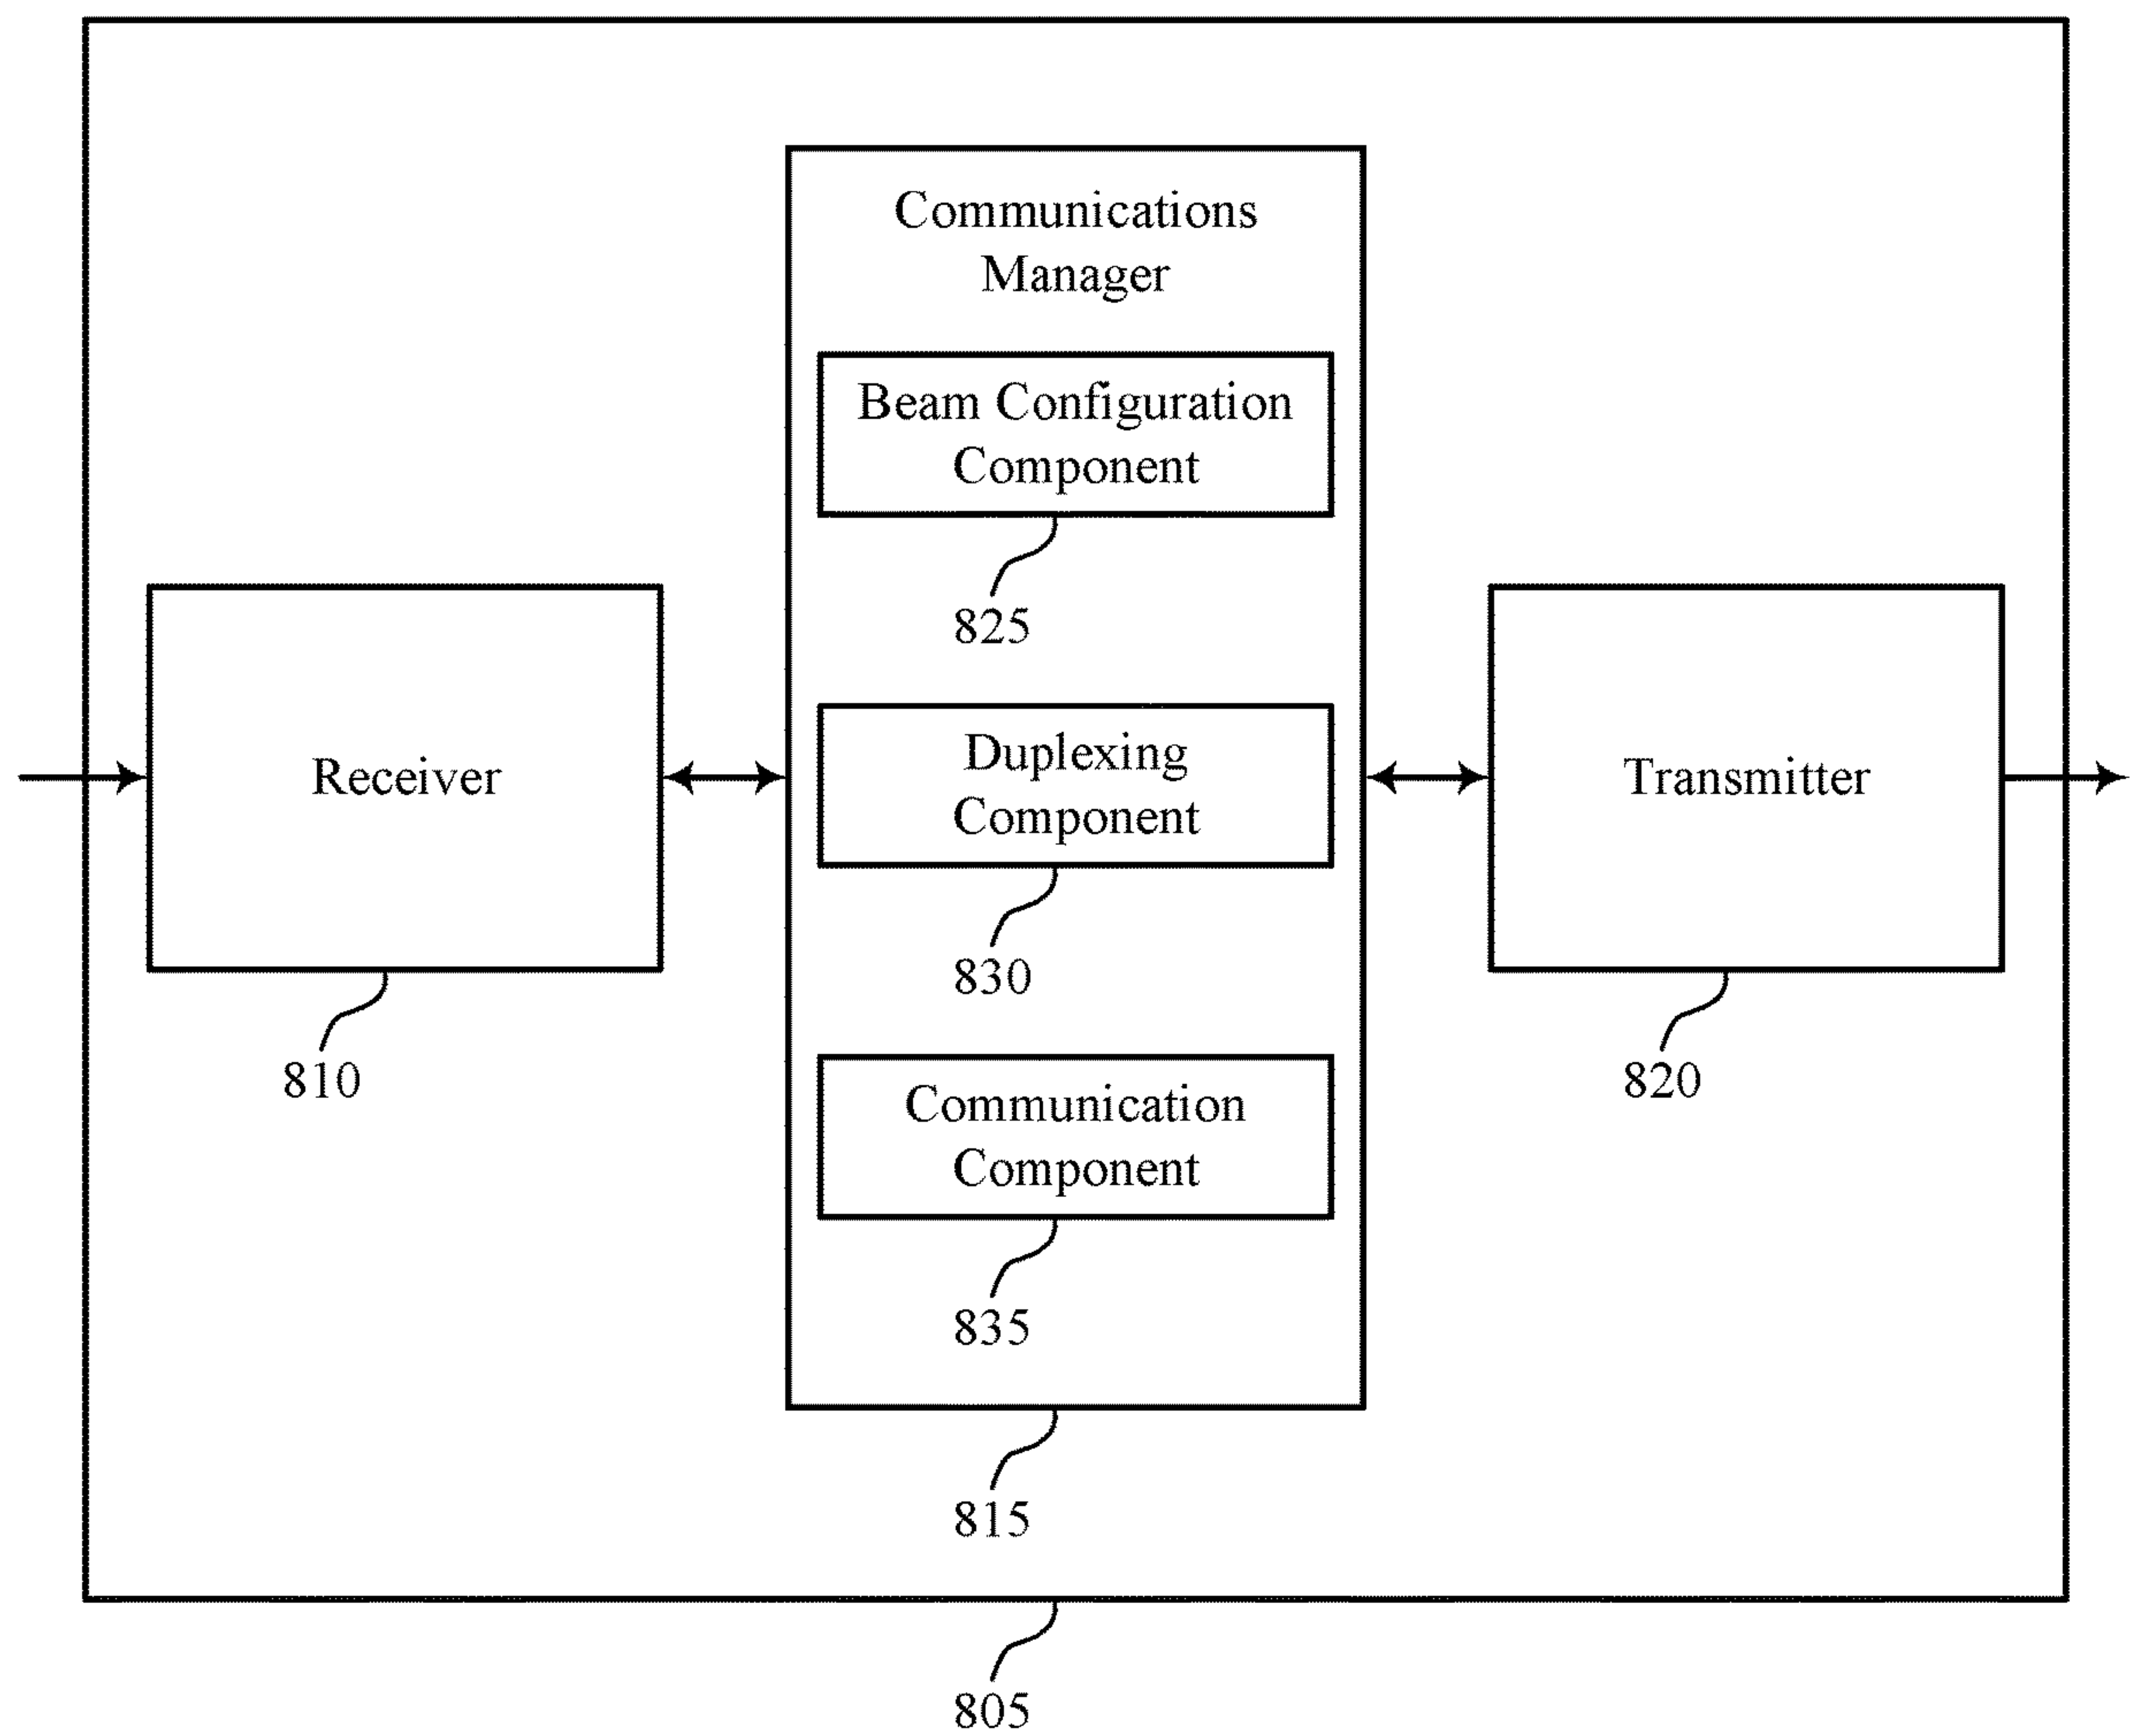 Communications
Manager
Beam Configuration
Component
825
Receiver
810
Duplexing
Component
830
Transmitter
820
Communication
Component
835
815
805